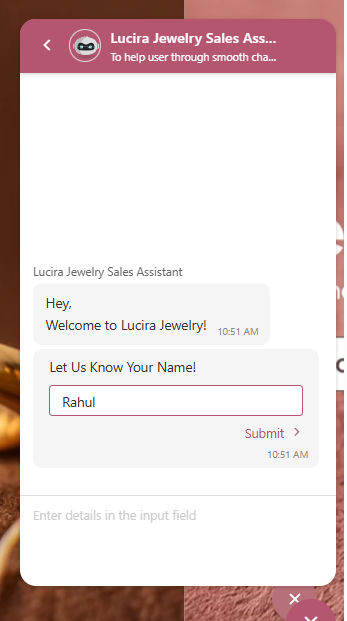 Lucira Jewelry Sales Ass...
To help user through smooth cha...
Lucira Jewelry Sales Assistant
Hey,
Welcome to Lucira Jewelry!
10:51 AM
Let Us Know Your Name!
Rahul
Submit
10:51 AM
Enter details in the input field